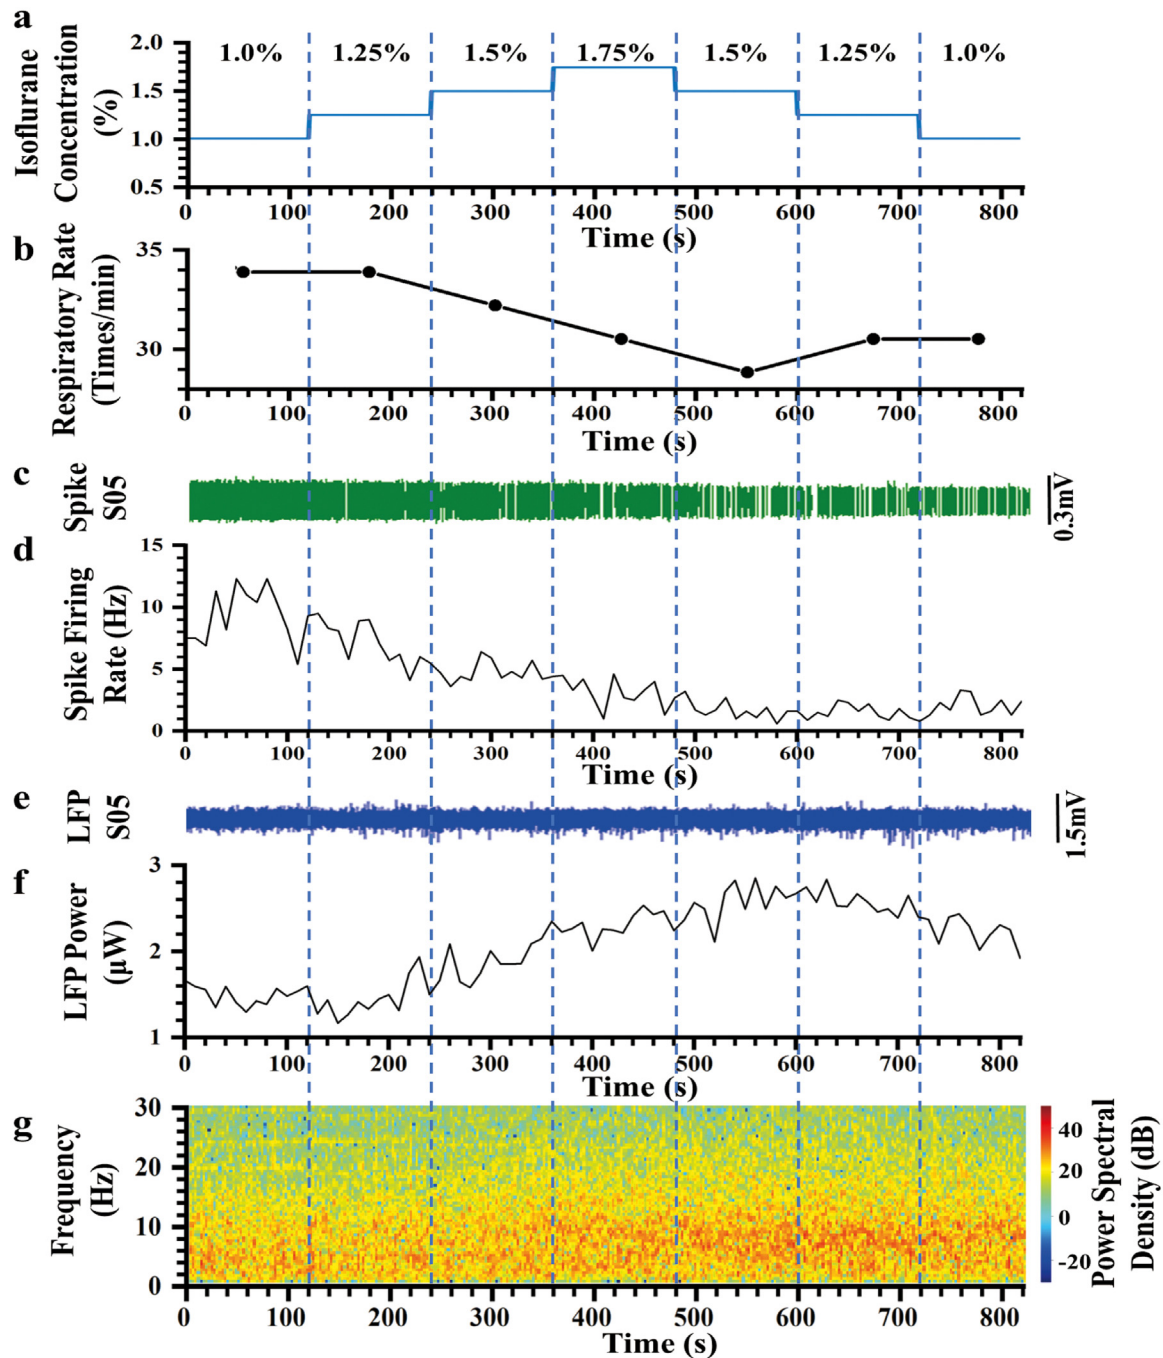 a
Isoflurane
Concentration
(%)
2.0
1.5
1.0
0.5
1.0% 1.25% 1.5% 1.75% 1.5% 1.25% 1.0%
0 100 200 300 400 500 600 700 800
Time (s)
b
Respiratory Rate
(Times/min)
35
30
0 100 200 300 400 500 600 700 800
Time (s)
c
Spike
S05
0.3mV
d
Spike Firing
Rate (Hz)
15
10
5
0
0 100 200 300 400 500 600 700 800
Time (s)
e
LFP
S05
1.5mV
f
LFP Power
(μW)
3
2
1
0 100 200 300 400 500 600 700 800
Time (s)
g
Frequency
(Hz)
30
20
10
0
0 100 200 300 400 500 600 700 800
Time (s)
40
20
0
-20
Power Spectral
Density (dB)